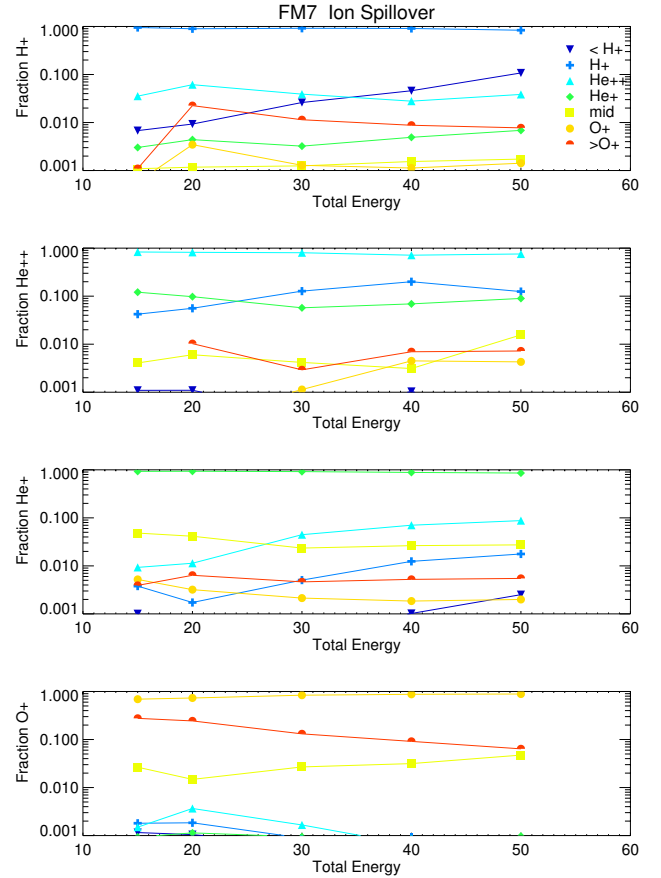 FM7 Ion Spillover
Fraction H+
1.000
0.100
0.010
0.001
< H+
H+
He++
He+
mid
O+
>O+
10 20 30 40 50 60
Total Energy
Fraction He++
1.000
0.100
0.010
0.001
10 20 30 40 50 60
Total Energy
Fraction He+
1.000
0.100
0.010
0.001
10 20 30 40 50 60
Total Energy
Fraction O+
1.000
0.100
0.010
0.001
10 20 30 40 50 60
Total Energy